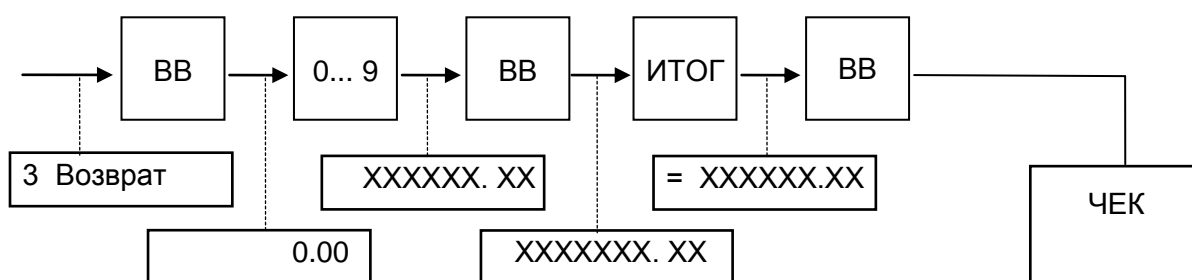 ВВ 0... 9 ВВ ИТОГ ВВ
3 Возврат XXXXXX. XX = XXXXXX.XX ЧЕК
0.00 XXXXXXX. XX